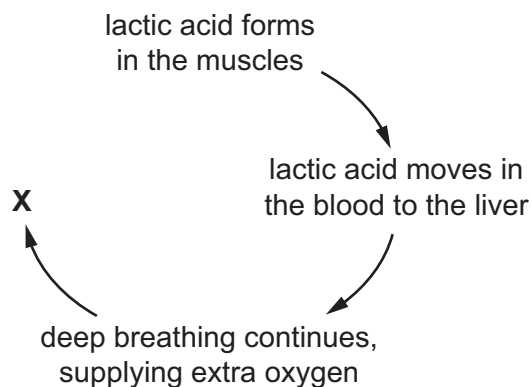 lactic acid forms
in the muscles
lactic acid moves in
the blood to the liver
deep breathing continues,
supplying extra oxygen
X